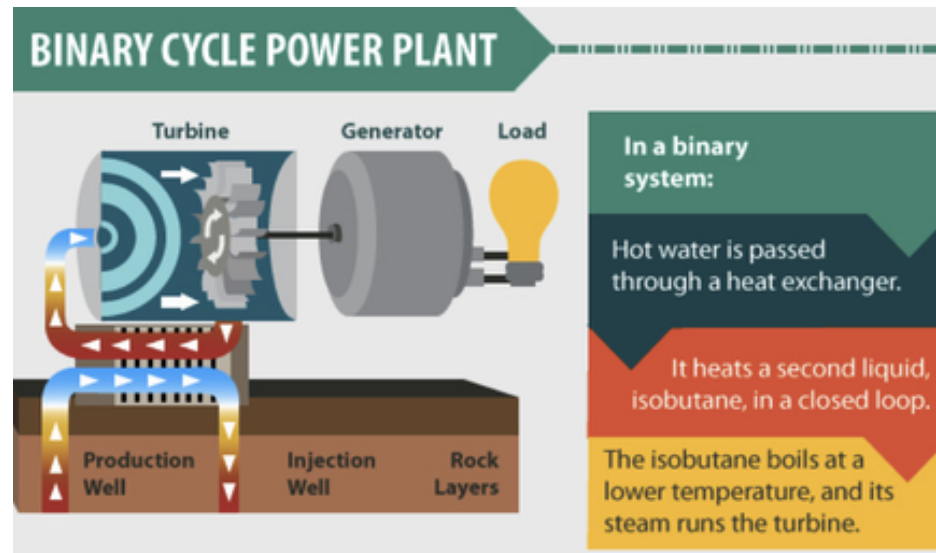 BINARY CYCLE POWER PLANT
Turbine
Generator
Load
Production
Well
Injection
Well
Rock
Layers
In a binary
system:
Hot water is passed
through a heat exchanger.
It heats a second liquid,
isobutane, in a closed loop.
The isobutane boils at a
lower temperature, and its
steam runs the turbine.